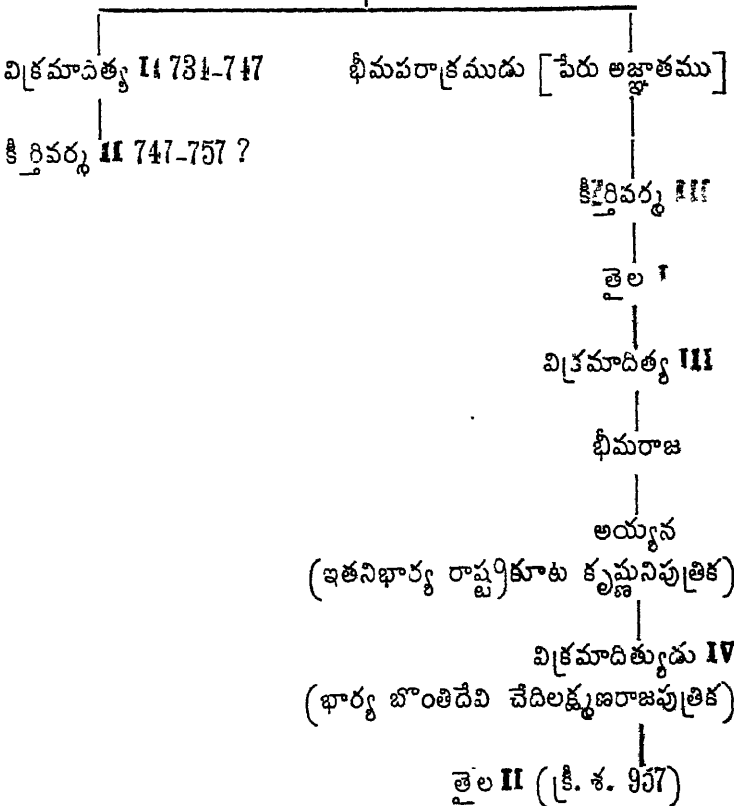 విక్రమాదిత్య II 734-747 భీమపరాక్రముడు [పేరు అజ్ఞాతము]
కీర్తివర్మ II 747-757 ?
కీర్తివర్మ III
తైల I
విక్రమాదిత్య III
భీమరాజ
అయ్యన
(ఇతనిభార్య రాష్ట్రకూట కృష్ణునిపుత్రిక)
విక్రమాదిత్యుడు IV
(భార్య బొంతిదేవి చేదిలక్ష్మణరాజపుత్రిక)
తైల II (క్రీ. శ. 957)